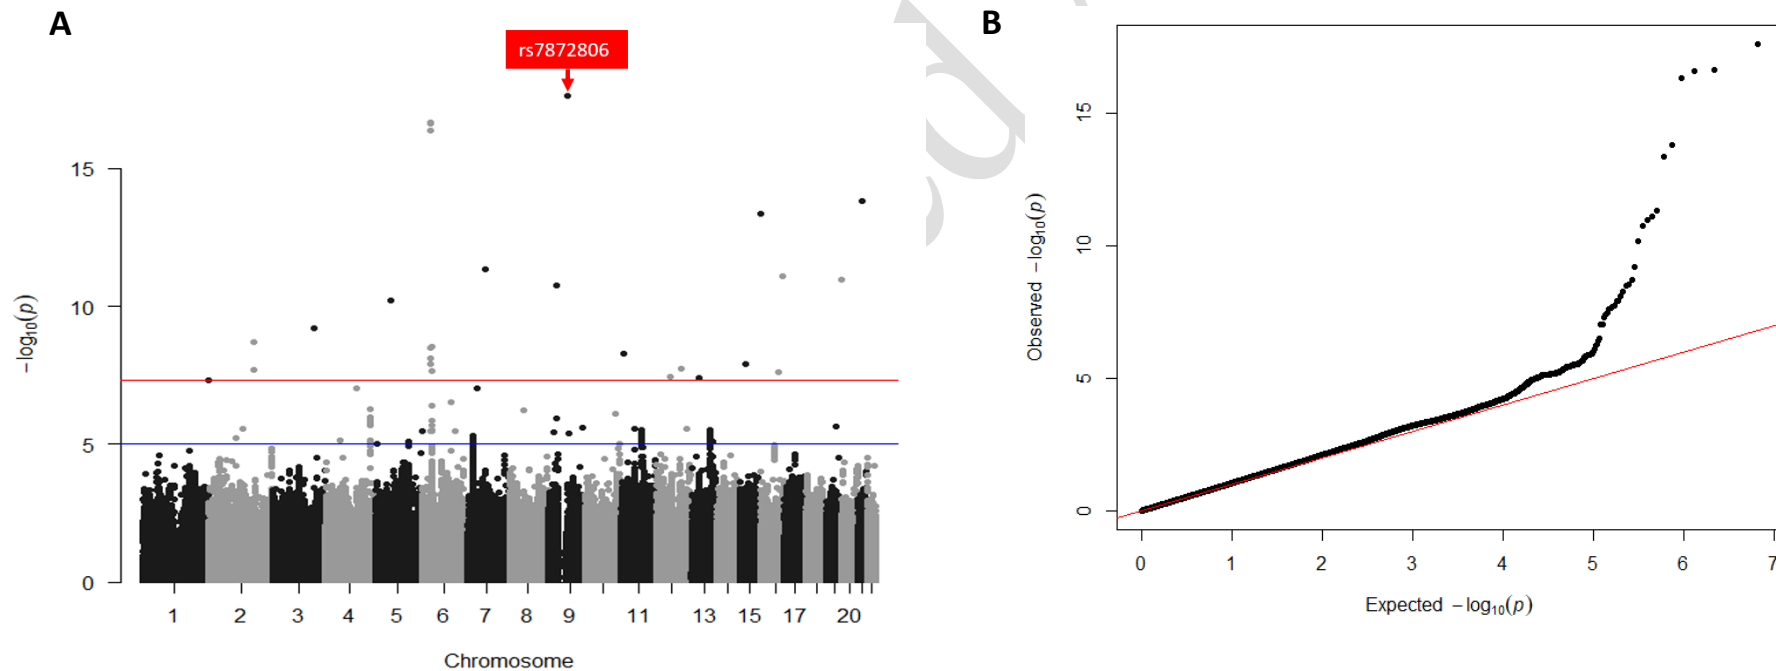 A
rs7872806
15
10
5
0
−log10(p)
1 2 3 4 5 6 7 8 9 11 13 15 17 20
Chromosome
B
15
10
5
0
Observed −log10(p)
0 1 2 3 4 5 6 7
Expected −log10(p)